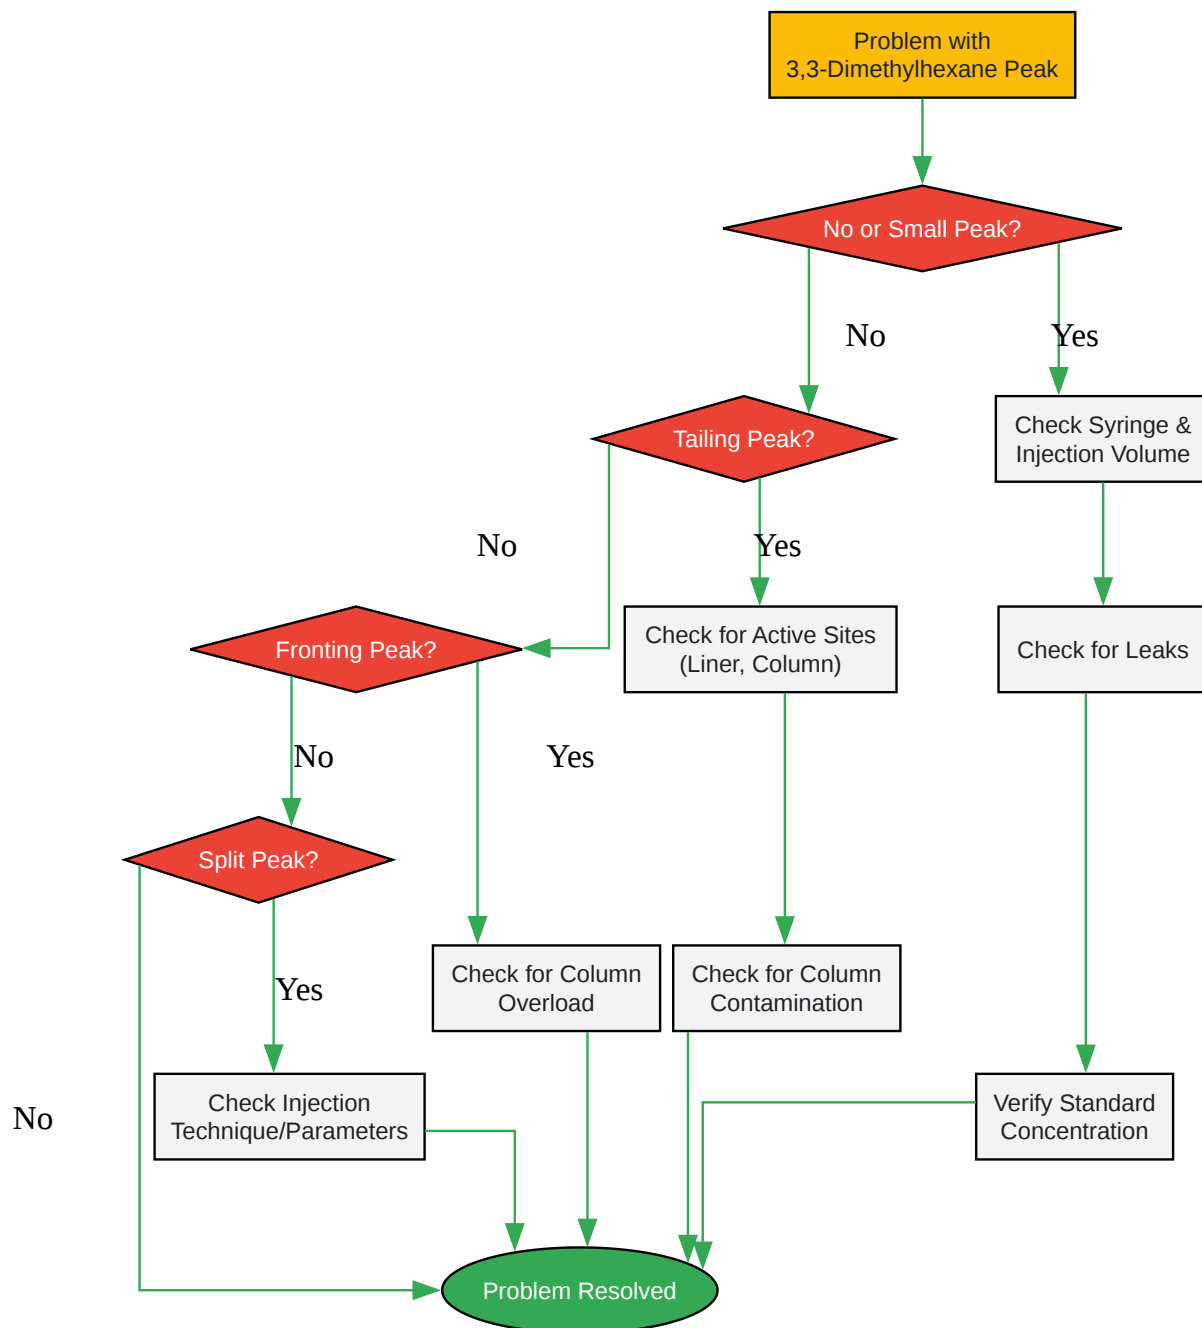 Problem with
3,3-Dimethylhexane Peak
No or Small Peak?
No
Yes
Tailing Peak?
Check Syringe &
Injection Volume
No
Yes
Fronting Peak?
Check for Active Sites
(Liner, Column)
Check for Leaks
No
Yes
Split Peak?
Yes
Check for Column
Overload
Check for Column
Contamination
No
Check Injection
Technique/Parameters
Verify Standard
Concentration
Problem Resolved